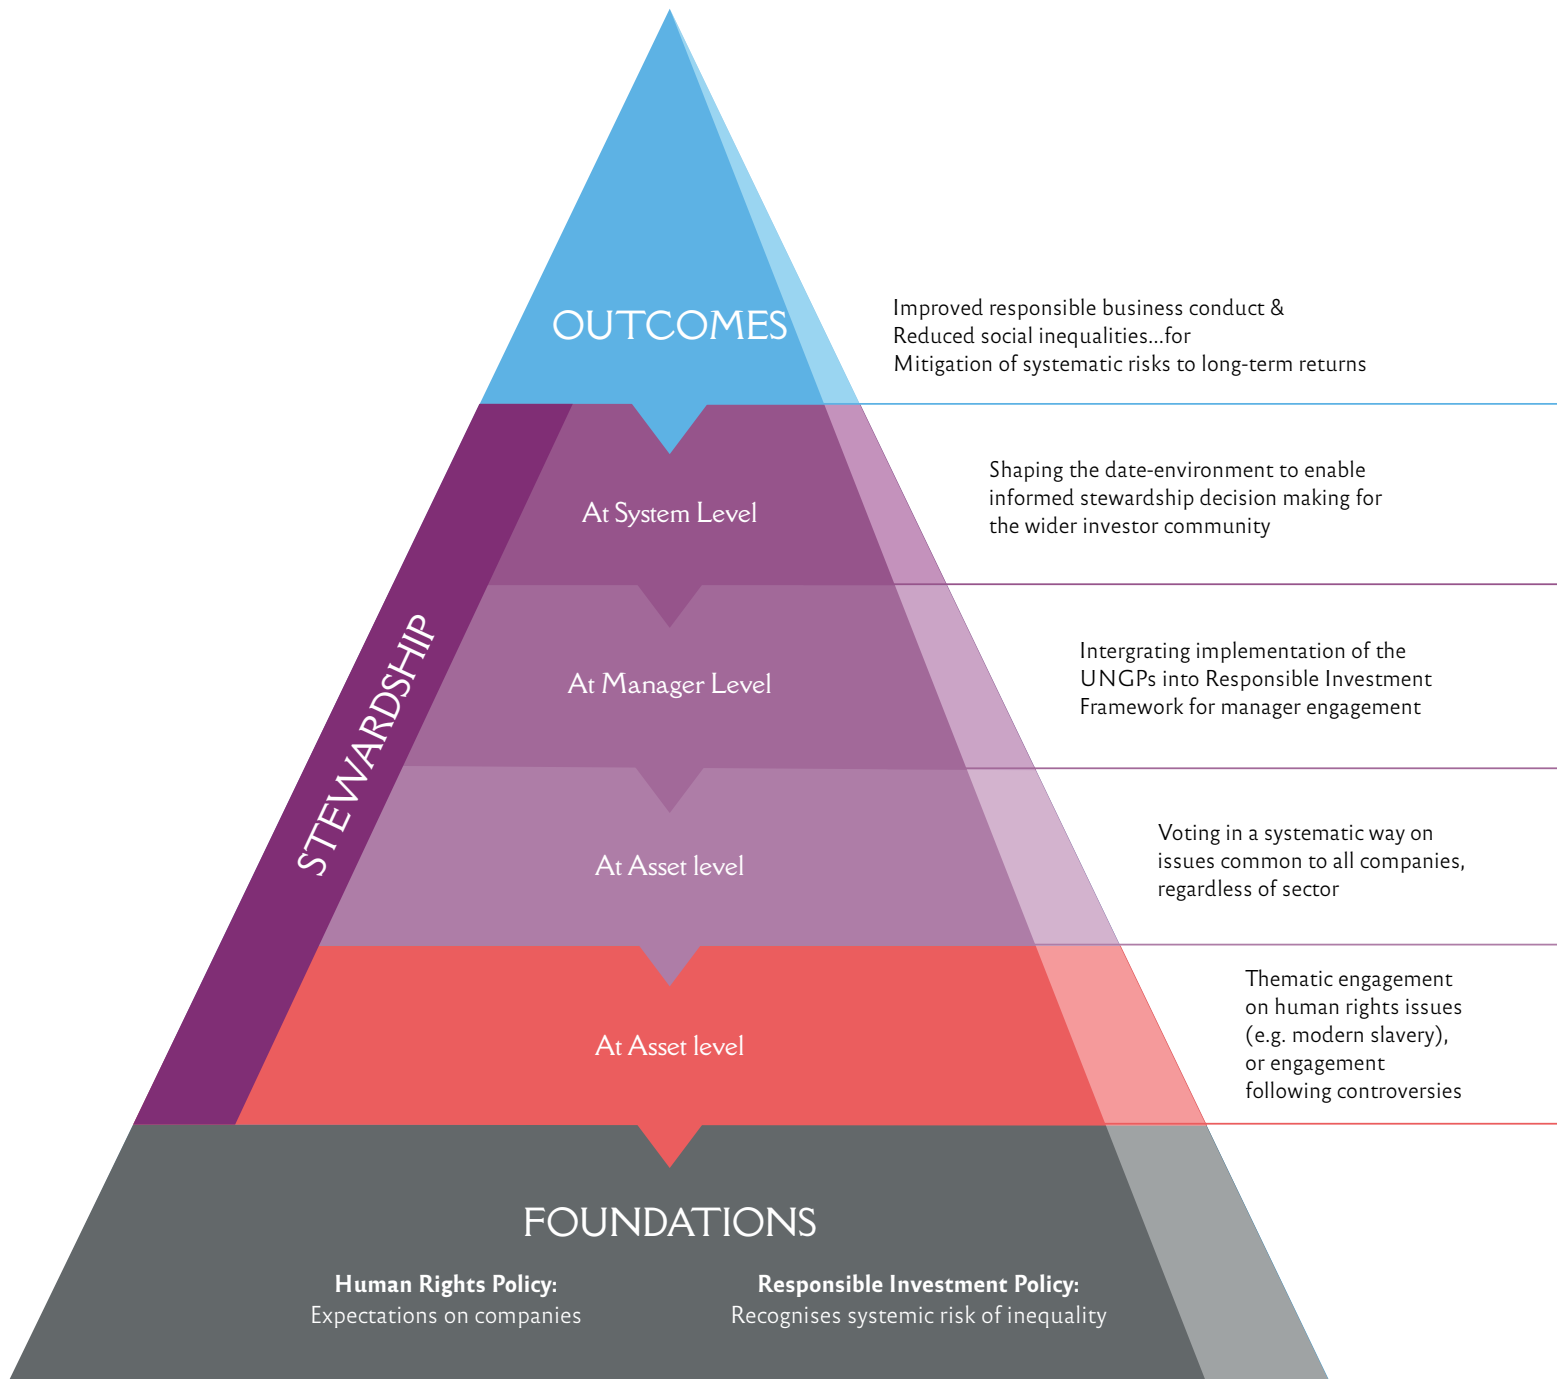 OUTCOMES
Improved responsible business conduct &
Reduced social inequalities...for
Mitigation of systematic risks to long-term returns
STEWARDSHIP
At System Level
Shaping the date-environment to enable
informed stewardship decision making for
the wider investor community
At Manager Level
Intergrating implementation of the
UNGPs into Responsible Investment
Framework for manager engagement
At Asset level
Voting in a systematic way on
issues common to all companies,
regardless of sector
At Asset level
Thematic engagement
on human rights issues
(e.g. modern slavery),
or engagement
following controversies
FOUNDATIONS
Human Rights Policy:
Expectations on companies
Responsible Investment Policy:
Recognises systemic risk of inequality